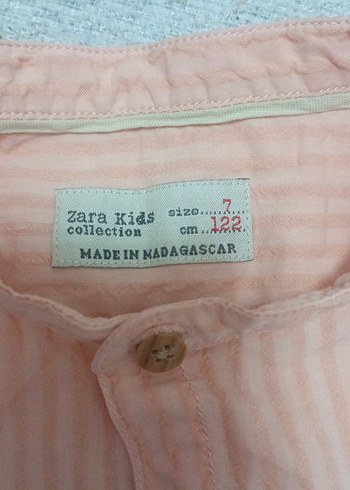 Zara Kids size........7
collection cm ..122
MADE IN MADAGASCAR